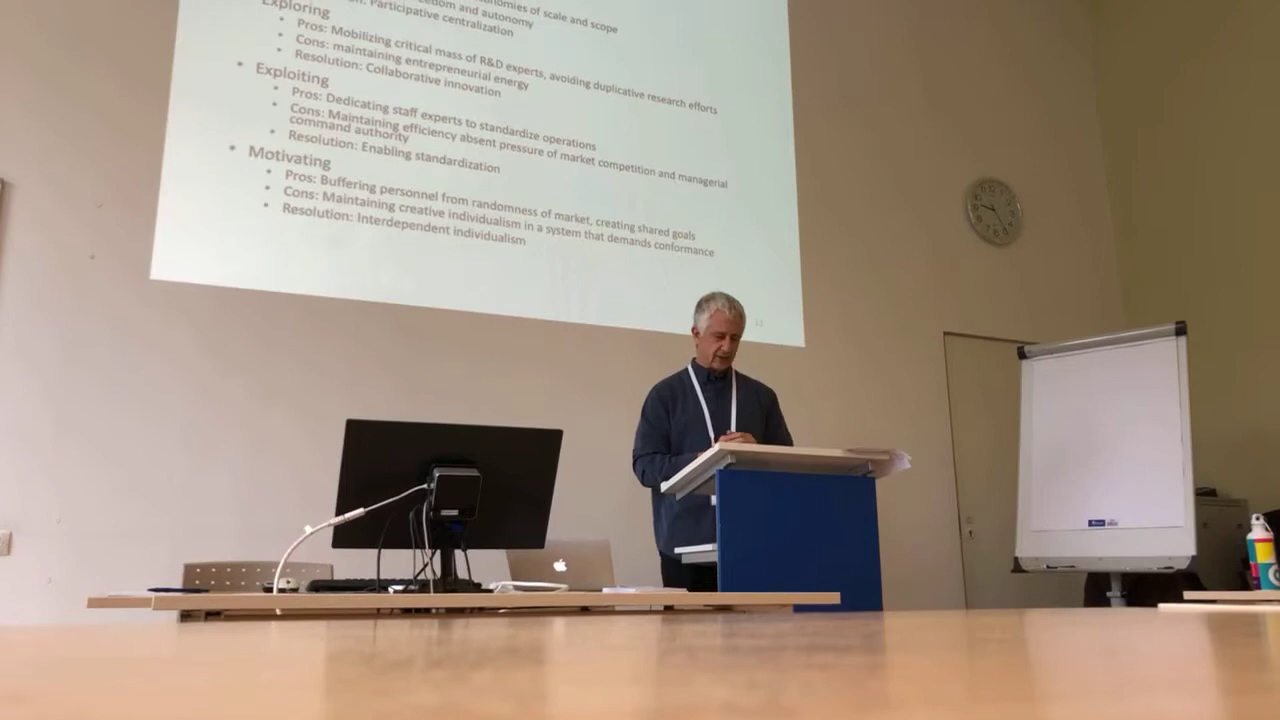 nomies of scale and scope
edom and autonomy
on: Participative centralization
Exploring
• Pros: Mobilizing critical mass of R&D experts, avoiding duplicative research efforts
• Cons: maintaining entrepreneurial energy
• Resolution: Collaborative innovation
• Exploiting
• Pros: Dedicating staff experts to standardize operations
• Cons: Maintaining efficiency absent pressure of market competition and managerial
command authority
• Resolution: Enabling standardization
• Motivating
• Pros: Buffering personnel from randomness of market, creating shared goals
• Cons: Maintaining creative individualism in a system that demands conformance
• Resolution: Interdependent individualism